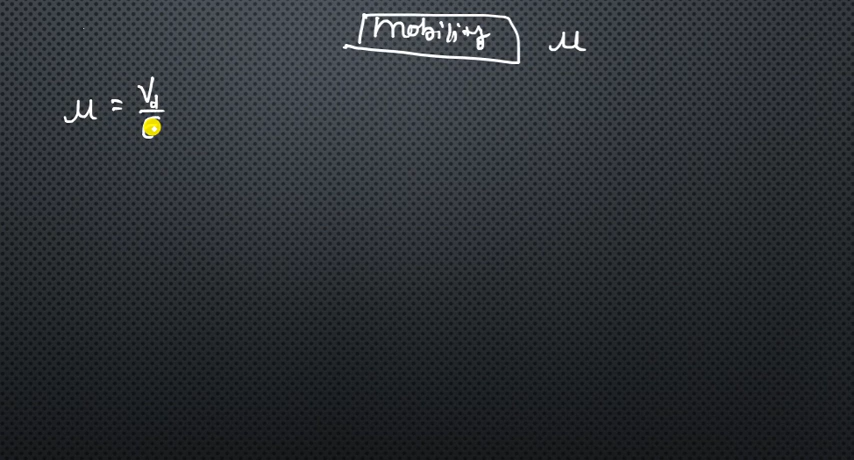 mobility μ
μ = Vd /